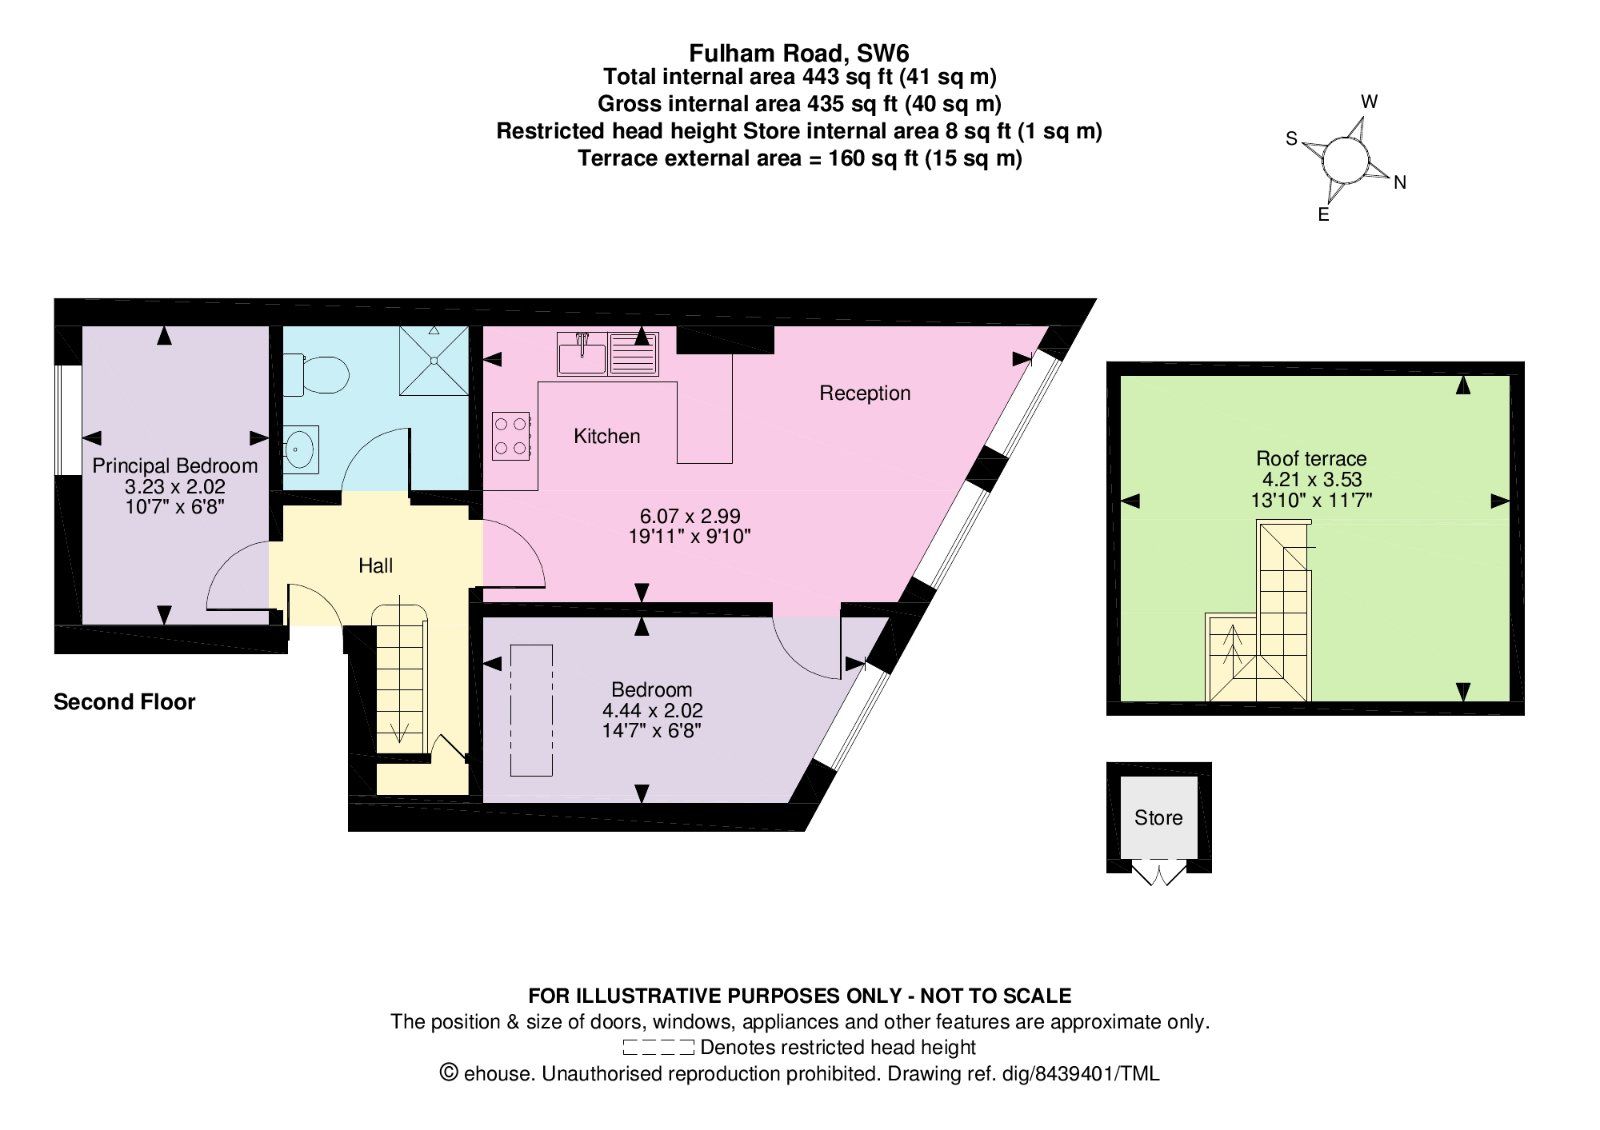 Fulham Road, SW6
Total internal area 443 sq ft (41 sq m)
Gross internal area 435 sq ft (40 sq m)
Restricted head height Store internal area 8 sq ft (1 sq m)
Terrace external area = 160 sq ft (15 sq m)
W
S
N
E
Reception
Kitchen
Principal Bedroom
3.23 x 2.02
10'7" x 6'8"
6.07 x 2.99
19'11" x 9'10"
Hall
Roof terrace
4.21 x 3.53
13'10" x 11'7"
Bedroom
4.44 x 2.02
14'7" x 6'8"
Second Floor
Store
FOR ILLUSTRATIVE PURPOSES ONLY - NOT TO SCALE
The position & size of doors, windows, appliances and other features are approximate only.
Denotes restricted head height
© ehouse. Unauthorised reproduction prohibited. Drawing ref. dig/8439401/TML